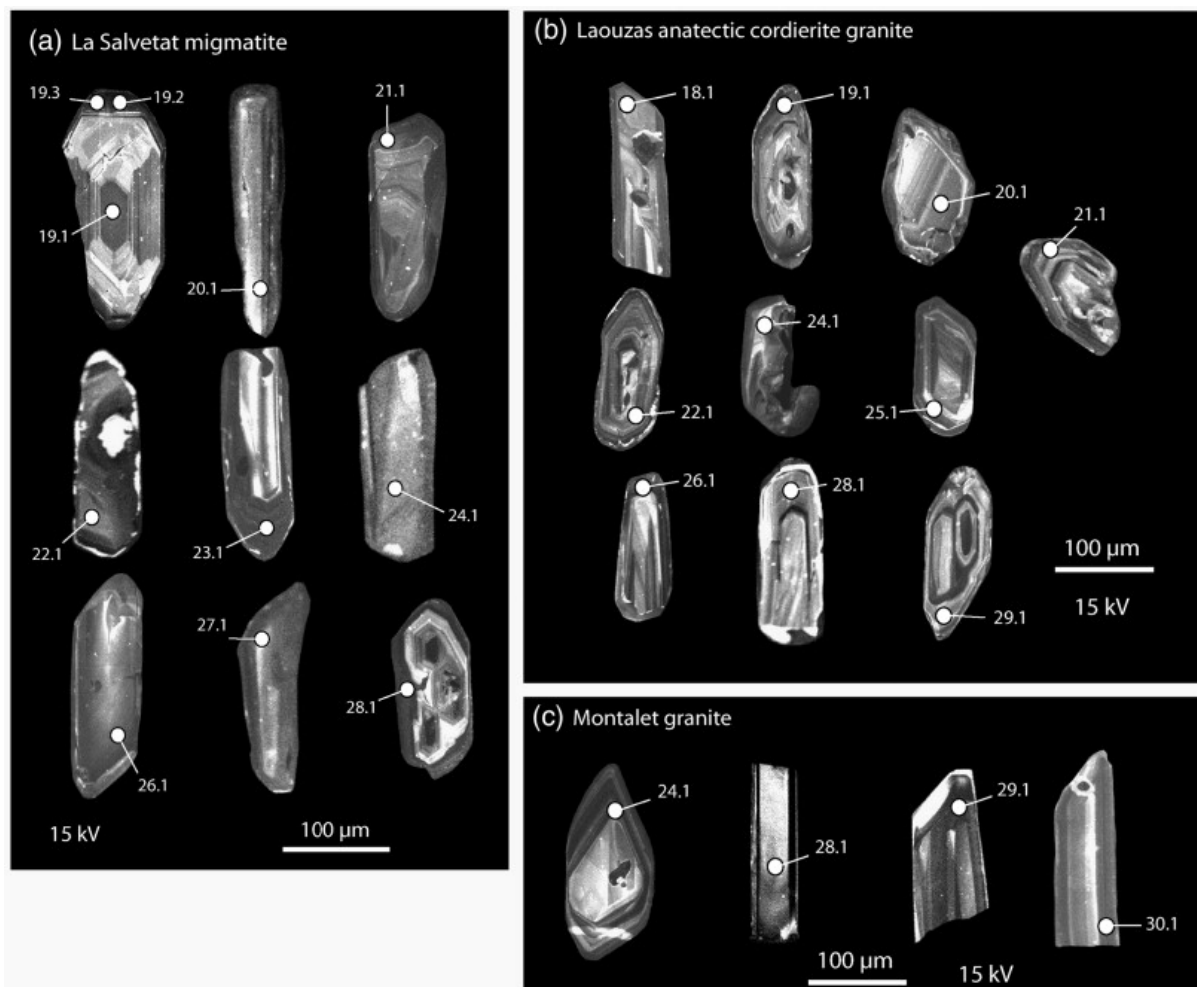 (a) La Salvetat migmatite
19.3 19.2
21.1
19.1
20.1
22.1
23.1
24.1
27.1
28.1
26.1
15 kV
100 µm
(b) Laouzas anatectic cordierite granite
18.1
19.1
20.1
21.1
24.1
22.1
25.1
26.1
28.1
29.1
100 µm
15 kV
(c) Montalet granite
24.1
29.1
28.1
30.1
100 µm
15 kV